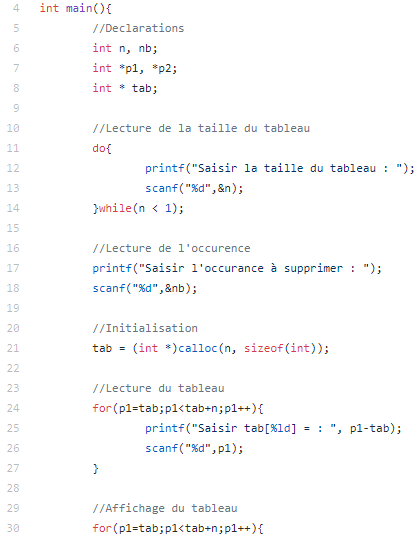 4 int main(){
5 //Declarations
6 int n, nb;
7 int *p1, *p2;
8 int * tab;
9
10 //Lecture de la taille du tableau
11 do{
12 printf("Saisir la taille du tableau : ");
13 scanf("%d",&n);
14 }while(n < 1);
15
16 //Lecture de l'occurence
17 printf("Saisir l'occurance à supprimer : ");
18 scanf("%d",&nb);
19
20 //Initialisation
21 tab = (int *)calloc(n, sizeof(int));
22
23 //Lecture du tableau
24 for(p1=tab;p1<tab+n;p1++){
25 printf("Saisir tab[%ld] = : ", p1-tab);
26 scanf("%d",p1);
27 }
28
29 //Affichage du tableau
30 for(p1=tab;p1<tab+n;p1++){